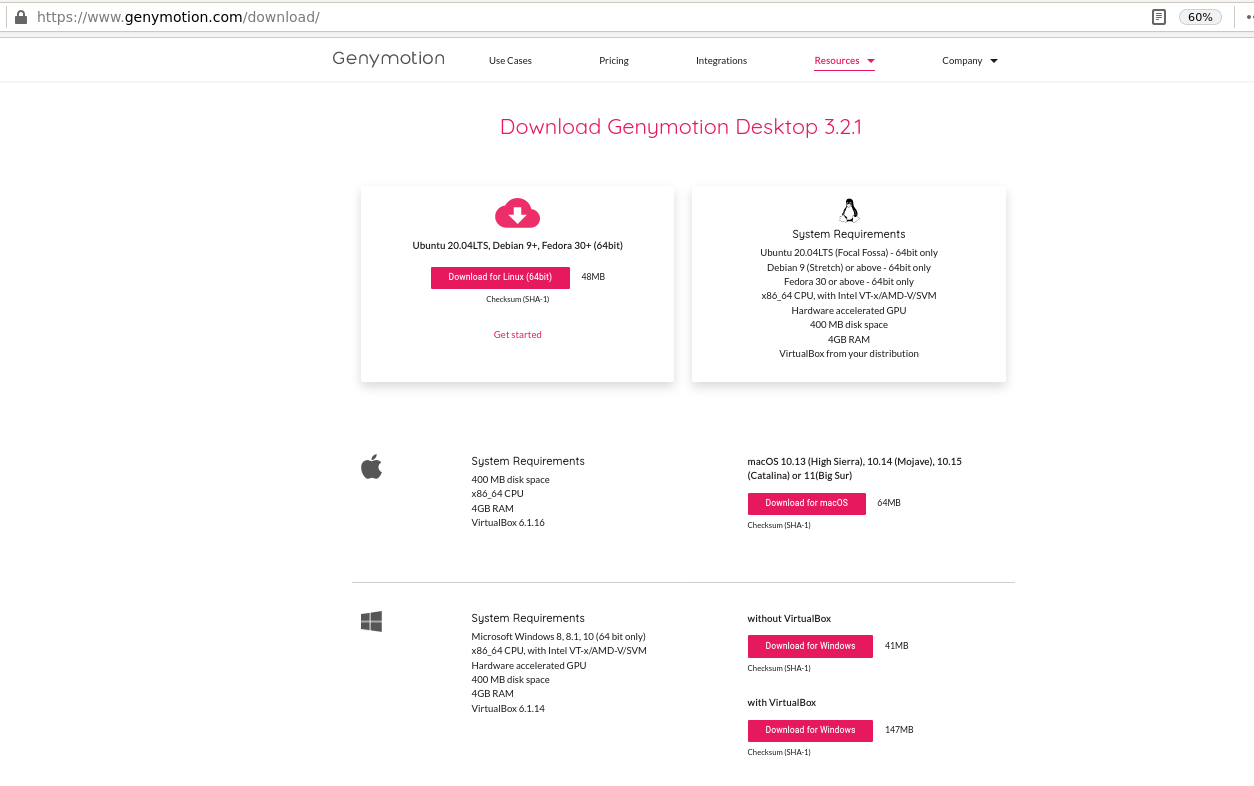 https://www.genymotion.com/download/
60%
Genymotion
Use Cases
Pricing
Integrations
Resources
Company
Download Genymotion Desktop 3.2.1
Ubuntu 20.04LTS, Debian 9+, Fedora 30+ (64bit)
Download for Linux (64bit)
48MB
Checksum (SHA-1)
Get started
System Requirements
Ubuntu 20.04LTS (Focal Fossa) - 64bit only
Debian 9 (Stretch) or above - 64bit only
Fedora 30 or above - 64bit only
x86_64 CPU, with Intel VT-x/AMD-V/SVM
Hardware accelerated GPU
400 MB disk space
4GB RAM
VirtualBox from your distribution
System Requirements
400 MB disk space
x86_64 CPU
4GB RAM
VirtualBox 6.1.16
macOS 10.13 (High Sierra), 10.14 (Mojave), 10.15
(Catalina) or 11(Big Sur)
Download for macOS
64MB
Checksum (SHA-1)
System Requirements
Microsoft Windows 8, 8.1, 10 (64 bit only)
x86_64 CPU, with Intel VT-x/AMD-V/SVM
Hardware accelerated GPU
400 MB disk space
4GB RAM
VirtualBox 6.1.14
without VirtualBox
Download for Windows
41MB
Checksum (SHA-1)
with VirtualBox
Download for Windows
147MB
Checksum (SHA-1)